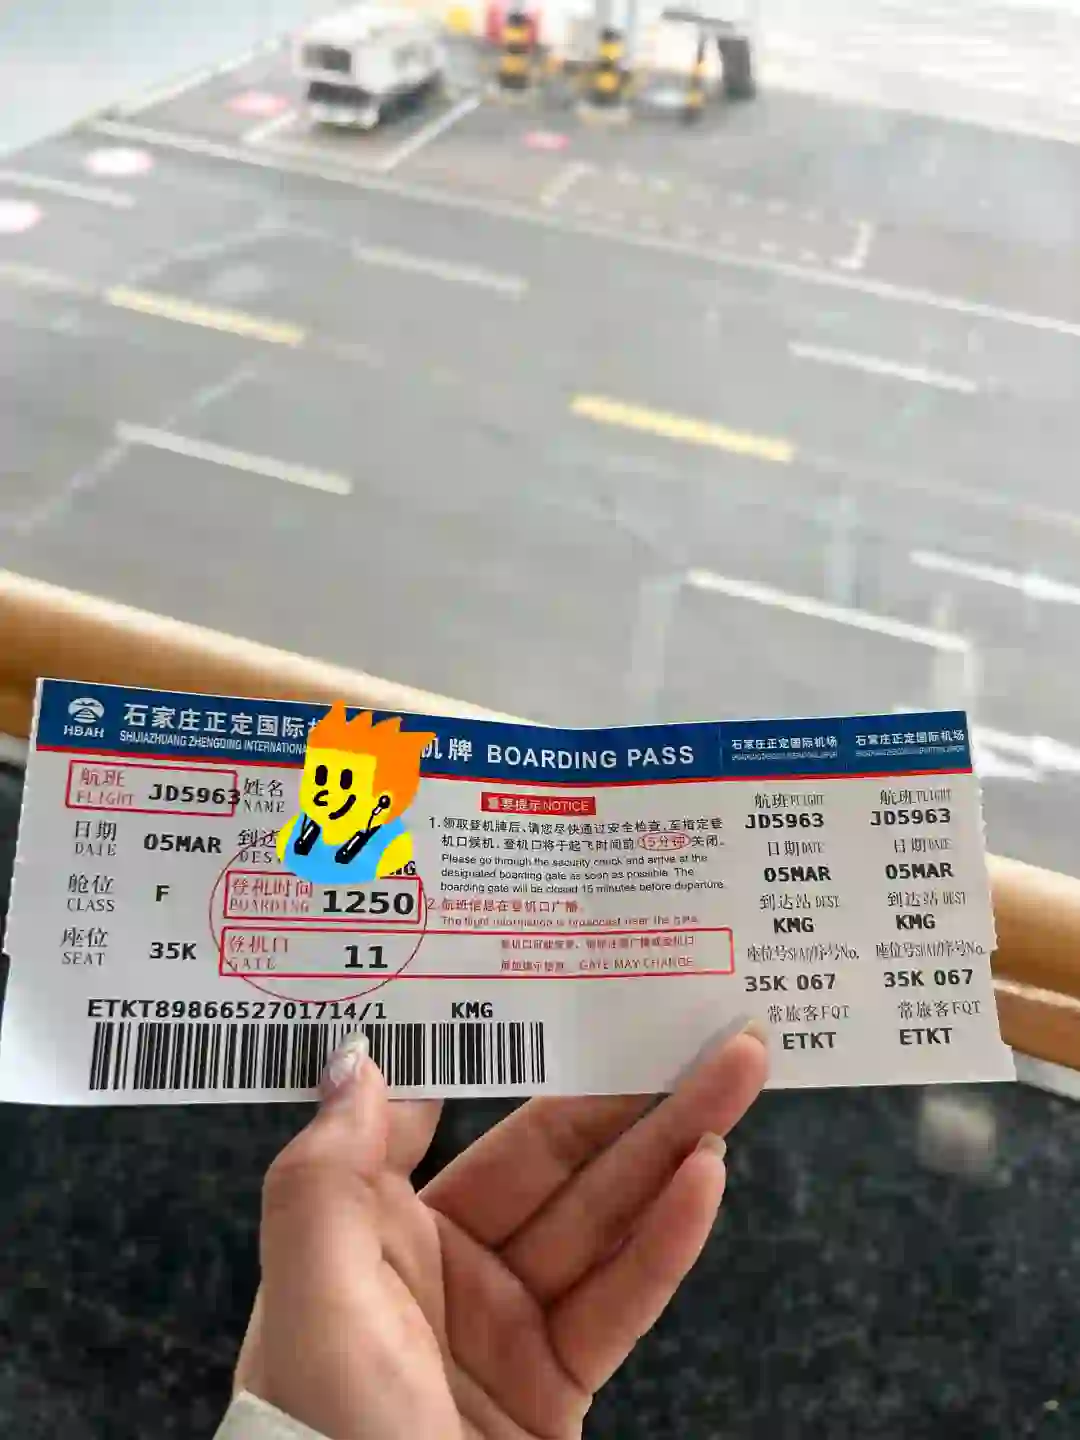 石家庄正定国际机
HBAH
SHIJIAZHUANG ZHENGDING INTERNATIONA
机牌 BOARDING PASS
石家庄正定国际机场
石家庄正定国际机场
航班
FLIGHT JD5963
姓名
NAME
日期
DATE 05MAR
到达
DES
舱位
CLASS F
登机时间
BOARDING 1250
座位
SEAT 35K
登机口
GATE 11
ETKT8986652701714/1 KMG
重要提示NOTICE
1.领取登机牌后,请您尽快通过安全检查,至指定登
机口候机,登机口将于起飞时间前15分钟关闭。
Please go through the security check and arrive at the
designated boarding gate as soon as possible. The
boarding gate will be closed 15 minutes before departure.
2.航班信息在登机口广播。
The flight information is broadcast near the gate.
GATE MAY CHANGE
航班FLIGHT
JD5963
日期DATE
05MAR
到达站DEST
KMG
座位号SEAT/序号No.
35K 067
常旅客FQT
ETKT
航班FLIGHT
JD5963
日期DATE
05MAR
到达站DEST
KMG
座位号SEAT/序号No.
35K 067
常旅客FQT
ETKT